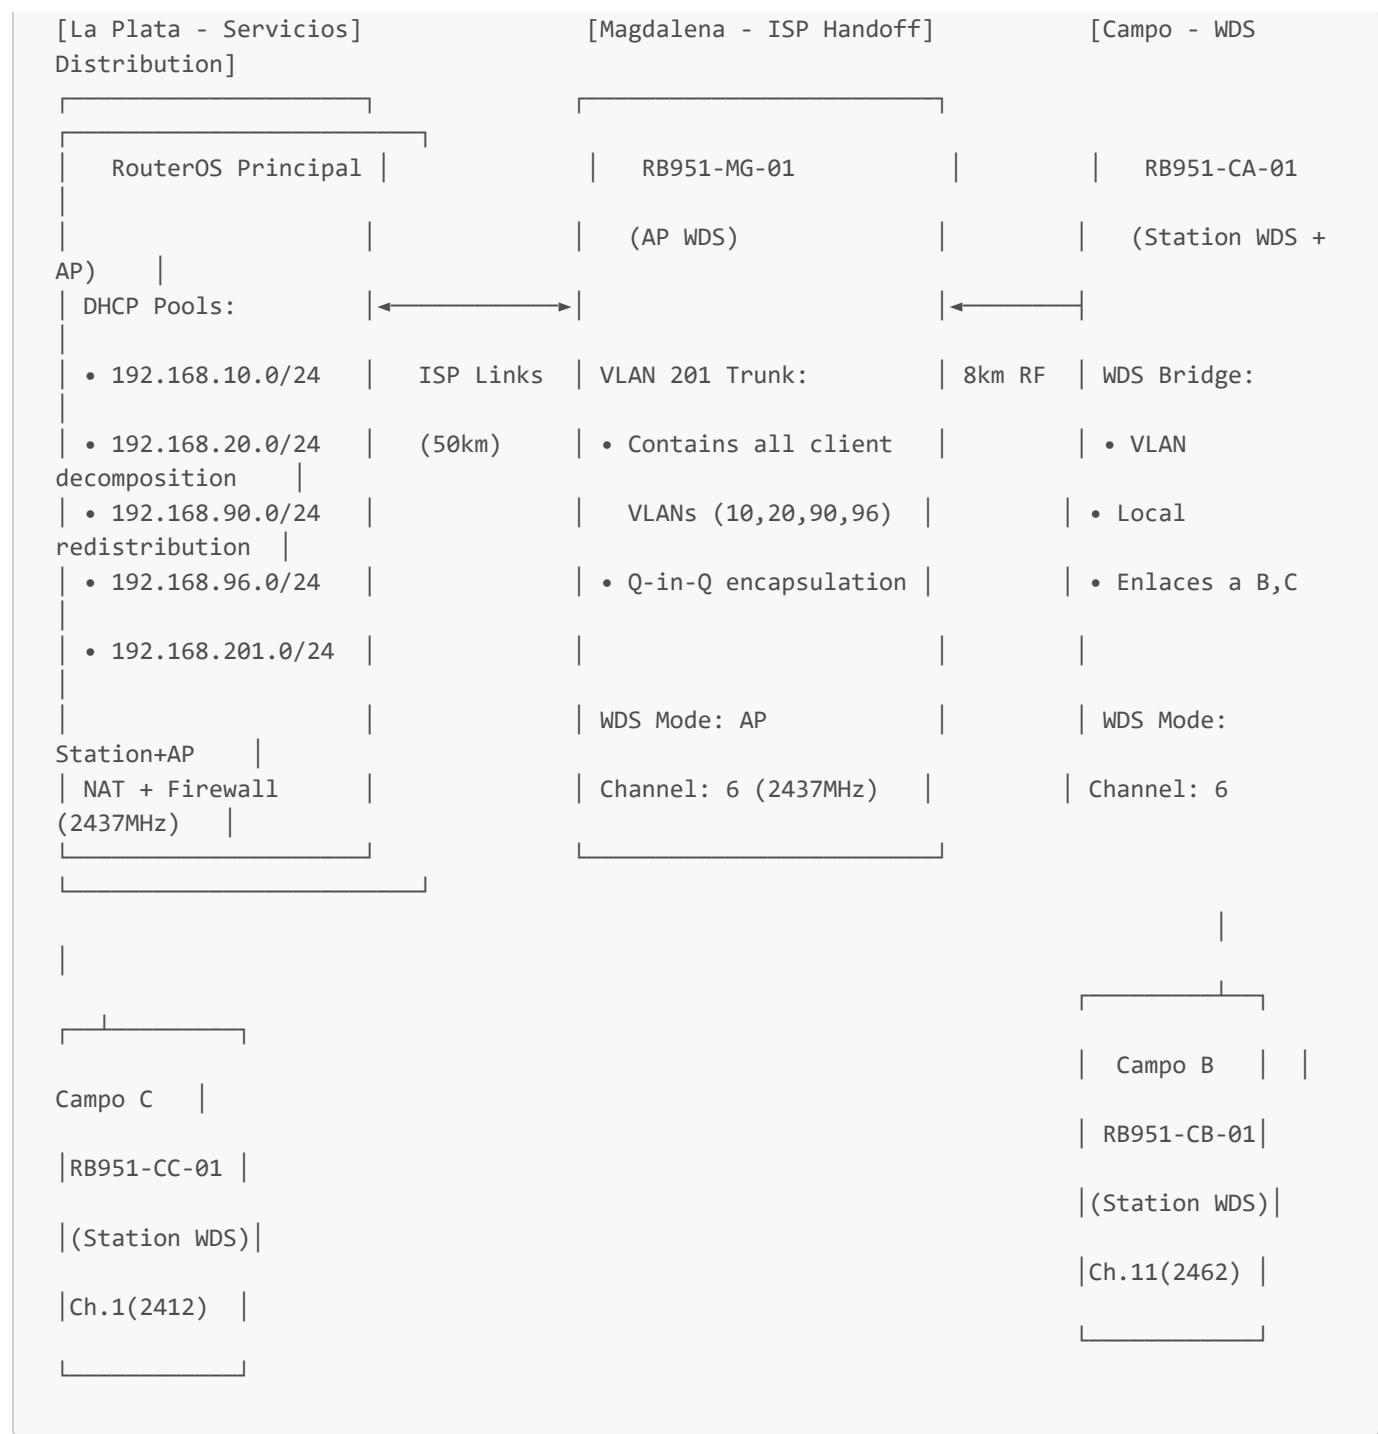 [La Plata - Servicios]                [Magdalena - ISP Handoff]           [Campo - WDS
Distribution]
┌──────────────────────┐              ┌─────────────────────────┐
┌─────────────────────────┐
│   RouterOS Principal │              │   RB951-MG-01           │         │   RB951-CA-01
│
│                      │              │   (AP WDS)              │         │   (Station WDS +
AP)    │
│ DHCP Pools:          │◄────────────►│                         │◄────────┤
│
│ • 192.168.10.0/24    │   ISP Links  │ VLAN 201 Trunk:         │ 8km RF  │ WDS Bridge:
│
│ • 192.168.20.0/24    │   (50km)     │ • Contains all client   │         │ • VLAN
decomposition    │
│ • 192.168.90.0/24    │              │   VLANs (10,20,90,96)  │         │ • Local
redistribution  │
│ • 192.168.96.0/24    │              │ • Q-in-Q encapsulation │         │ • Enlaces a B,C
│
│ • 192.168.201.0/24   │              │                         │         │
│
│                      │              │ WDS Mode: AP            │         │ WDS Mode:
Station+AP    │
│ NAT + Firewall       │              │ Channel: 6 (2437MHz)   │         │ Channel: 6
(2437MHz)   │
└──────────────────────┘              └─────────────────────────┘
└─────────────────────────┘
│
│
┌─────────┴──┐
┌──┴─────────┐
│  Campo B   │  │
Campo C   │
│ RB951-CB-01│
│RB951-CC-01 │
│(Station WDS)│
│(Station WDS)│
│Ch.11(2462) │
│Ch.1(2412)  │
└────────────┘
└────────────┘